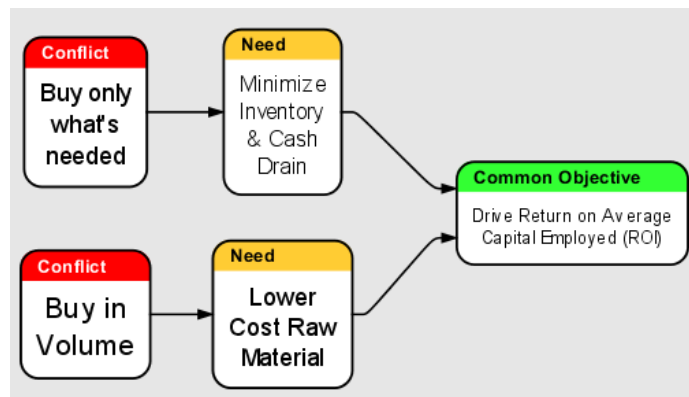 Conflict
Buy only
what's
needed
Need
Minimize
Inventory
& Cash
Drain
Common Objective
Drive Return on Average
Capital Employed (ROI)
Conflict
Buy in
Volume
Need
Lower
Cost Raw
Material